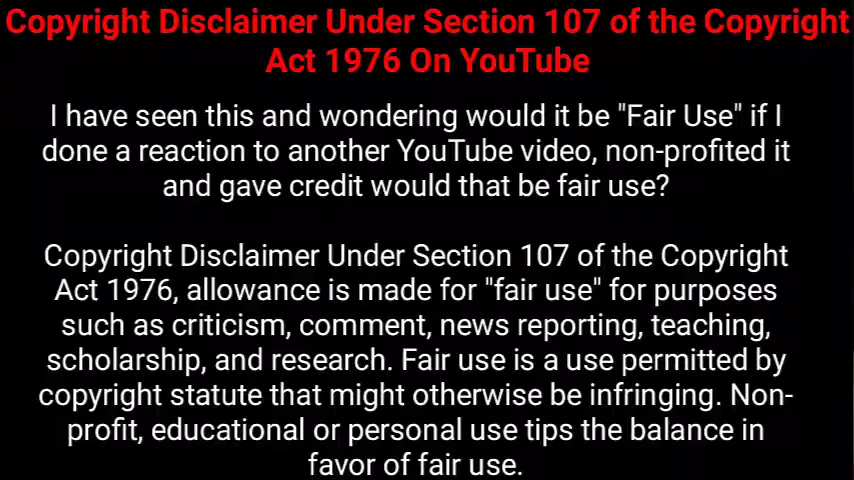 Copyright Disclaimer Under Section 107 of the Copyright
Act 1976 On YouTube
I have seen this and wondering would it be "Fair Use" if I
done a reaction to another YouTube video, non-profited it
and gave credit would that be fair use?
Copyright Disclaimer Under Section 107 of the Copyright
Act 1976, allowance is made for "fair use" for purposes
such as criticism, comment, news reporting, teaching,
scholarship, and research. Fair use is a use permitted by
copyright statute that might otherwise be infringing. Non-
profit, educational or personal use tips the balance in
favor of fair use.